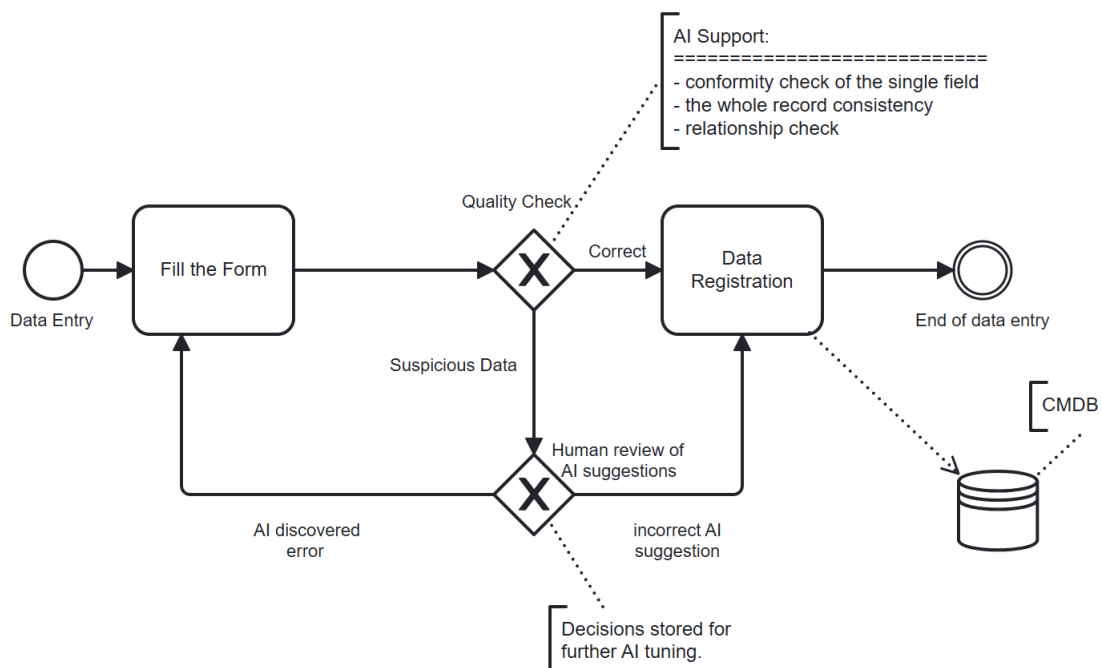 AI Support:
============================
- conformity check of the single field
- the whole record consistency
- relationship check
Quality Check
Fill the Form
X
Correct
Data
Registration
Data Entry
End of data entry
Suspicious Data
CMDB
Human review of
AI suggestions
X
AI discovered
error
incorrect AI
suggestion
Decisions stored for
further AI tuning.